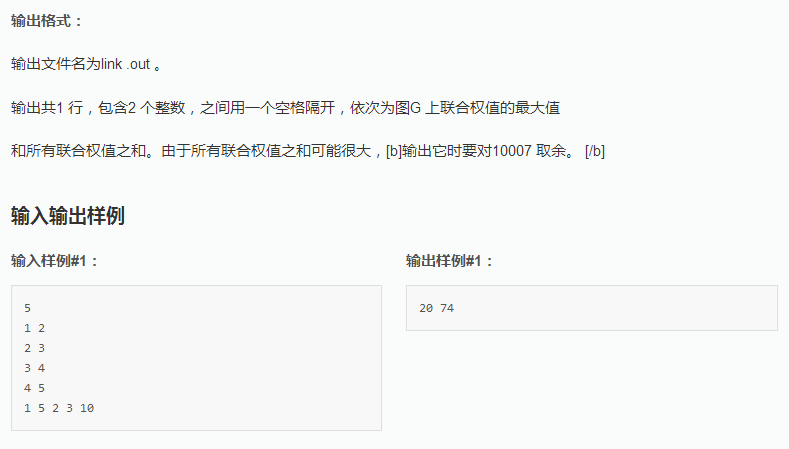 输出格式：
输出文件名为link .out 。
输出共1 行，包含2 个整数，之间用一个空格隔开，依次为图G 上联合权值的最大值
和所有联合权值之和。由于所有联合权值之和可能很大，[b]输出它时要对10007 取余。 [/b]
输入输出样例
输入样例#1：
5
1 2
2 3
3 4
4 5
1 5 2 3 10
输出样例#1：
20 74